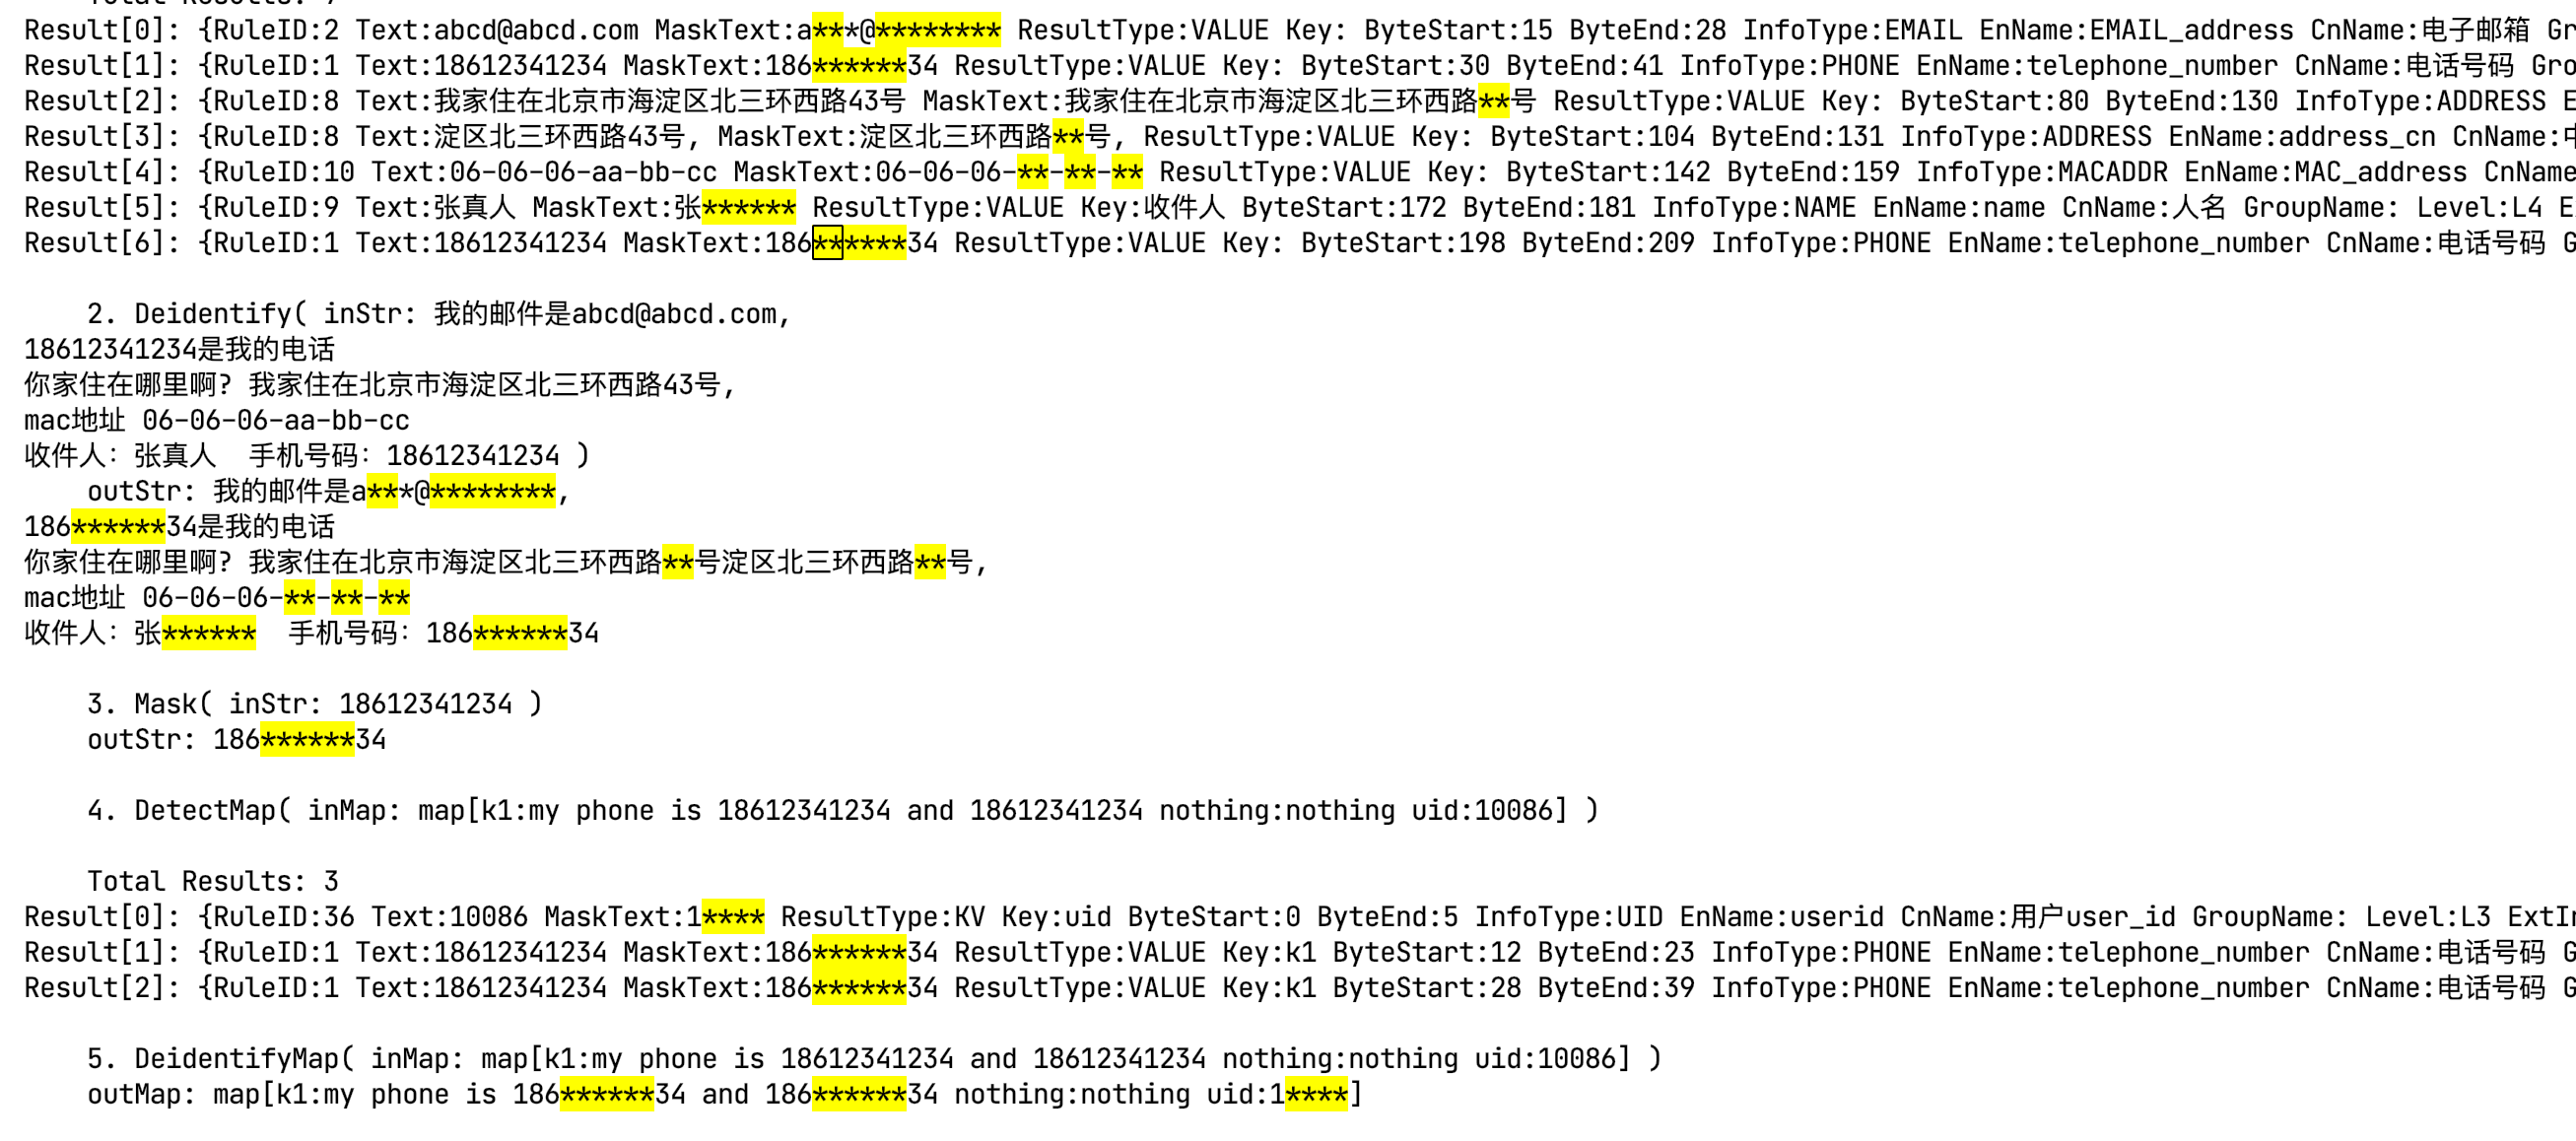 Total Results: 7
Result[0]: {RuleID:2 Text:abcd@abcd.com MaskText:a***@******** ResultType:VALUE Key: ByteStart:15 ByteEnd:28 InfoType:EMAIL EnName:EMAIL_address CnName:电子邮箱 Gr
Result[1]: {RuleID:1 Text:18612341234 MaskText:186******34 ResultType:VALUE Key: ByteStart:30 ByteEnd:41 InfoType:PHONE EnName:telephone_number CnName:电话号码 Gro
Result[2]: {RuleID:8 Text:我家住在北京市海淀区北三环西路43号 MaskText:我家住在北京市海淀区北三环西路**号 ResultType:VALUE Key: ByteStart:80 ByteEnd:130 InfoType:ADDRESS E
Result[3]: {RuleID:8 Text:淀区北三环西路43号, MaskText:淀区北三环西路**号, ResultType:VALUE Key: ByteStart:104 ByteEnd:131 InfoType:ADDRESS EnName:address_cn CnName:
Result[4]: {RuleID:10 Text:06-06-06-aa-bb-cc MaskText:06-06-06-**-**-** ResultType:VALUE Key: ByteStart:142 ByteEnd:159 InfoType:MACADDR EnName:MAC_address CnName
Result[5]: {RuleID:9 Text:张真人 MaskText:张****** ResultType:VALUE Key:收件人 ByteStart:172 ByteEnd:181 InfoType:NAME EnName:name CnName:人名 GroupName: Level:L4 E
Result[6]: {RuleID:1 Text:18612341234 MaskText:186******34 ResultType:VALUE Key: ByteStart:198 ByteEnd:209 InfoType:PHONE EnName:telephone_number CnName:电话号码 G
2. Deidentify( inStr: 我的邮件是abcd@abcd.com,
18612341234是我的电话
你家住在哪里啊? 我家住在北京市海淀区北三环西路43号,
mac地址 06-06-06-aa-bb-cc
收件人：张真人  手机号码：18612341234 )
outStr: 我的邮件是a***@********,
186******34是我的电话
你家住在哪里啊? 我家住在北京市海淀区北三环西路**号淀区北三环西路**号,
mac地址 06-06-06-**-**-**
收件人：张******  手机号码：186******34
3. Mask( inStr: 18612341234 )
outStr: 186******34
4. DetectMap( inMap: map[k1:my phone is 18612341234 and 18612341234 nothing:nothing uid:10086] )
Total Results: 3
Result[0]: {RuleID:36 Text:10086 MaskText:1**** ResultType:KV Key:uid ByteStart:0 ByteEnd:5 InfoType:UID EnName:userid CnName:用户user_id GroupName: Level:L3 ExtIn
Result[1]: {RuleID:1 Text:18612341234 MaskText:186******34 ResultType:VALUE Key:k1 ByteStart:12 ByteEnd:23 InfoType:PHONE EnName:telephone_number CnName:电话号码 G
Result[2]: {RuleID:1 Text:18612341234 MaskText:186******34 ResultType:VALUE Key:k1 ByteStart:28 ByteEnd:39 InfoType:PHONE EnName:telephone_number CnName:电话号码 G
5. DeidentifyMap( inMap: map[k1:my phone is 18612341234 and 18612341234 nothing:nothing uid:10086] )
outMap: map[k1:my phone is 186******34 and 186******34 nothing:nothing uid:1****]